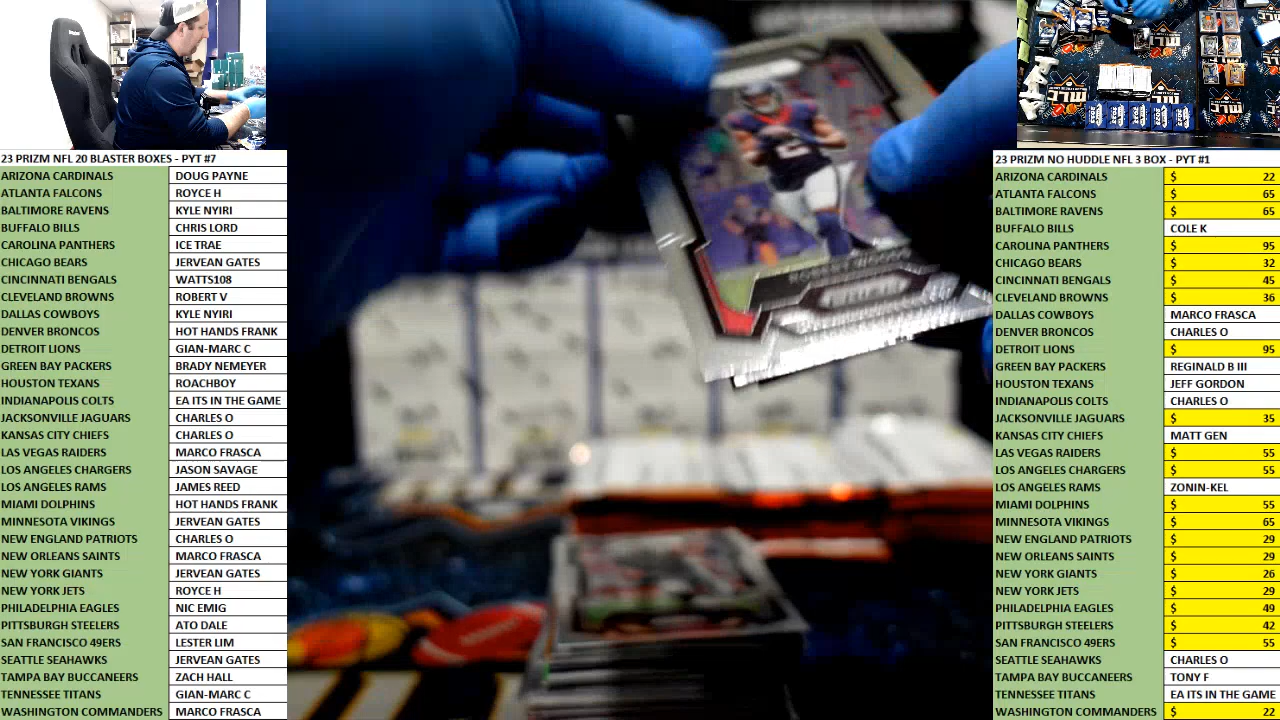 23 PRIZM NFL 20 BLASTER BOXES - PYT #7
ARIZONA CARDINALS DOUG PAYNE
ATLANTA FALCONS ROYCE H
BALTIMORE RAVENS KYLE NYIRI
BUFFALO BILLS CHRIS LORD
CAROLINA PANTHERS ICE TRAE
CHICAGO BEARS JERVEAN GATES
CINCINNATI BENGALS WATTS108
CLEVELAND BROWNS ROBERT V
DALLAS COWBOYS KYLE NYIRI
DENVER BRONCOS HOT HANDS FRANK
DETROIT LIONS GIAN-MARC C
GREEN BAY PACKERS BRADY NEMEYER
HOUSTON TEXANS ROACHBOY
INDIANAPOLIS COLTS EA ITS IN THE GAME
JACKSONVILLE JAGUARS CHARLES O
KANSAS CITY CHIEFS CHARLES O
LAS VEGAS RAIDERS MARCO FRASCA
LOS ANGELES CHARGERS JASON SAVAGE
LOS ANGELES RAMS JAMES REED
MIAMI DOLPHINS HOT HANDS FRANK
MINNESOTA VIKINGS JERVEAN GATES
NEW ENGLAND PATRIOTS CHARLES O
NEW ORLEANS SAINTS MARCO FRASCA
NEW YORK GIANTS JERVEAN GATES
NEW YORK JETS ROYCE H
PHILADELPHIA EAGLES NIC EMIG
PITTSBURGH STEELERS ATO DALE
SAN FRANCISCO 49ERS LESTER LIM
SEATTLE SEAHAWKS JERVEAN GATES
TAMPA BAY BUCCANEERS ZACH HALL
TENNESSEE TITANS GIAN-MARC C
WASHINGTON COMMANDERS MARCO FRASCA
23 PRIZM NO HUDDLE NFL 3 BOX - PYT #1
ARIZONA CARDINALS $ 22
ATLANTA FALCONS $ 65
BALTIMORE RAVENS $ 65
BUFFALO BILLS COLE K
CAROLINA PANTHERS $ 95
CHICAGO BEARS $ 32
CINCINNATI BENGALS $ 45
CLEVELAND BROWNS $ 36
DALLAS COWBOYS MARCO FRASCA
DENVER BRONCOS CHARLES O
DETROIT LIONS $ 95
GREEN BAY PACKERS REGINALD B III
HOUSTON TEXANS JEFF GORDON
INDIANAPOLIS COLTS CHARLES O
JACKSONVILLE JAGUARS $ 35
KANSAS CITY CHIEFS MATT GEN
LAS VEGAS RAIDERS $ 55
LOS ANGELES CHARGERS $ 55
LOS ANGELES RAMS ZONIN-KEL
MIAMI DOLPHINS $ 55
MINNESOTA VIKINGS $ 65
NEW ENGLAND PATRIOTS $ 29
NEW ORLEANS SAINTS $ 29
NEW YORK GIANTS $ 26
NEW YORK JETS $ 29
PHILADELPHIA EAGLES $ 49
PITTSBURGH STEELERS $ 42
SAN FRANCISCO 49ERS $ 55
SEATTLE SEAHAWKS CHARLES O
TAMPA BAY BUCCANEERS TONY F
TENNESSEE TITANS EA ITS IN THE GAME
WASHINGTON COMMANDERS $ 22